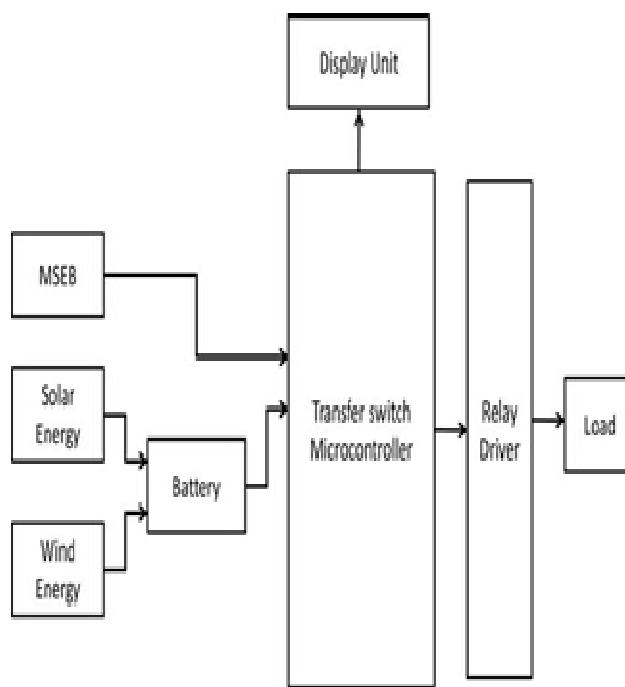 Display Unit
MSEB
Solar
Energy
Battery
Wind
Energy
Transfer switch
Microcontroller
Relay
Driver
Load